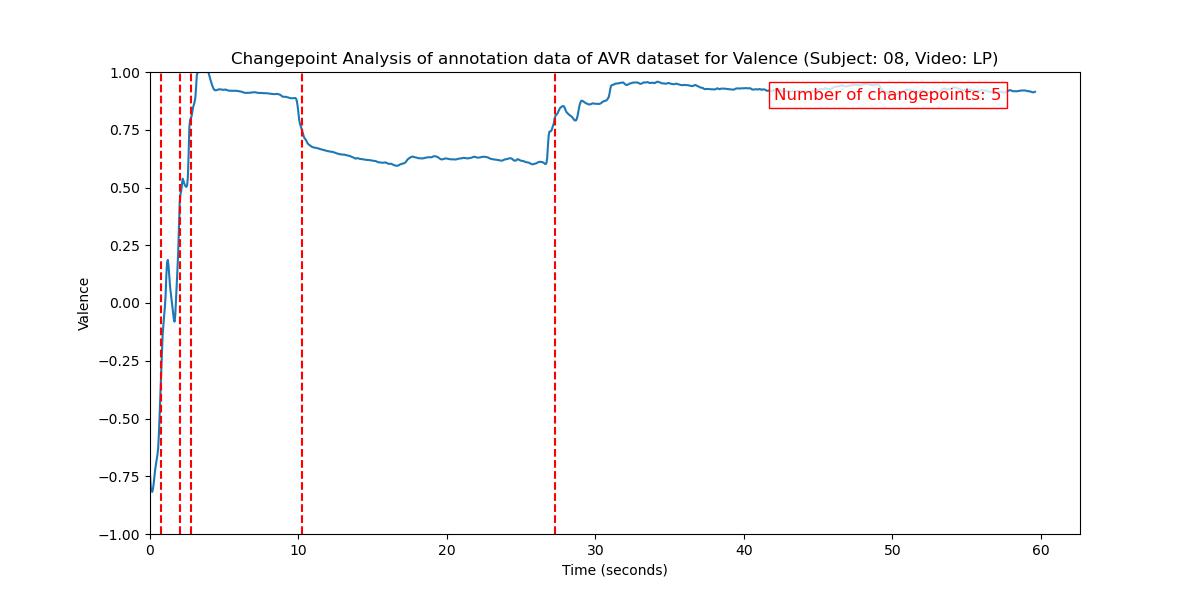 Changepoint Analysis of annotation data of AVR dataset for Valence (Subject: 08, Video: LP)
Number of changepoints: 5
1.00
0.75
0.50
0.25
0.00
−0.25
−0.50
−0.75
−1.00
Valence
0 10 20 30 40 50 60
Time (seconds)